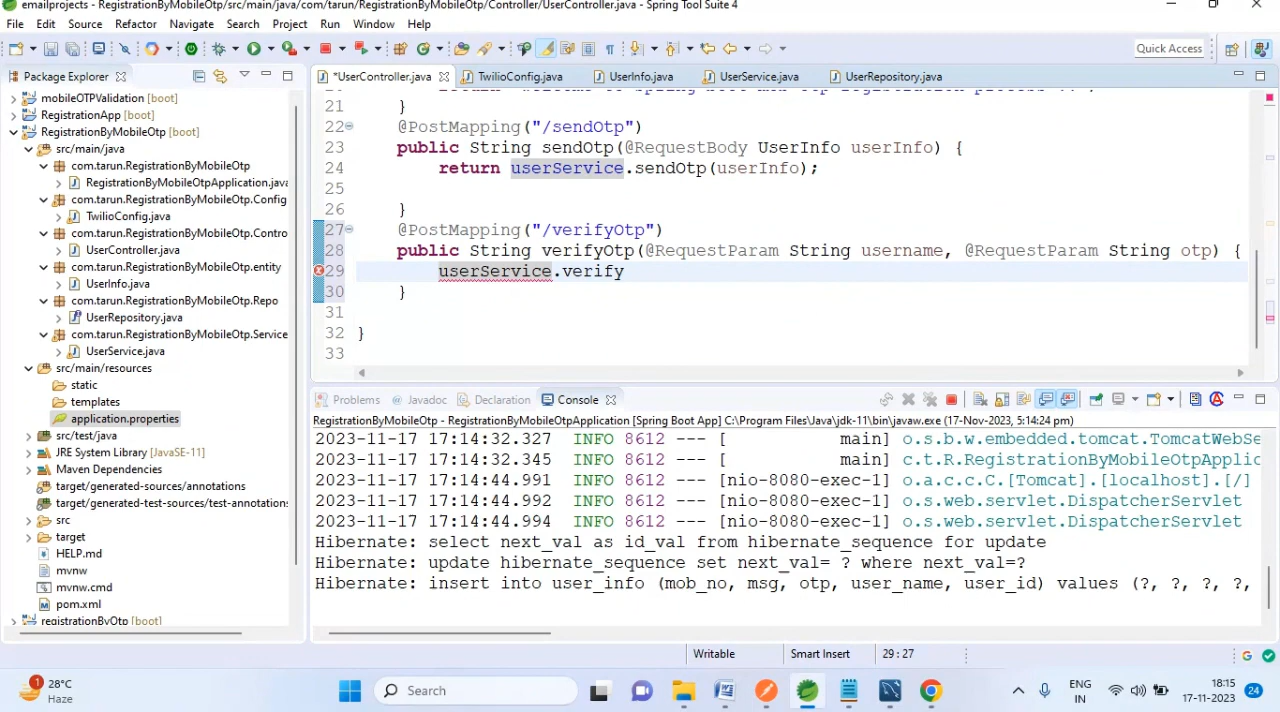 emailprojects - RegistrationByMobileOtp/src/main/java/com/tarun/RegistrationByMobileOtp/Controller/UserController.java - Spring Tool Suite 4
File Edit Source Refactor Navigate Search Project Run Window Help
Quick Access
Package Explorer
*UserController.java TwilioConfig.java UserInfo.java UserService.java UserRepository.java
mobileOTPValidation [boot]
RegistrationApp [boot]
RegistrationByMobileOtp [boot]
src/main/java
com.tarun.RegistrationByMobileOtp
RegistrationByMobileOtpApplication.java
com.tarun.RegistrationByMobileOtp.Config
TwilioConfig.java
com.tarun.RegistrationByMobileOtp.Contro
UserController.java
com.tarun.RegistrationByMobileOtp.entity
UserInfo.java
com.tarun.RegistrationByMobileOtp.Repo
UserRepository.java
com.tarun.RegistrationByMobileOtp.Service
UserService.java
src/main/resources
static
templates
application.properties
src/test/java
JRE System Library [JavaSE-11]
Maven Dependencies
target/generated-sources/annotations
target/generated-test-sources/test-annotations
src
target
HELP.md
mvnw
mvnw.cmd
pom.xml
registrationByOtp [boot]
21 }
22 @PostMapping("/sendOtp")
23 public String sendOtp(@RequestBody UserInfo userInfo) {
24 return userService.sendOtp(userInfo);
25
26 }
27 @PostMapping("/verifyOtp")
28 public String verifyOtp(@RequestParam String username, @RequestParam String otp) {
29 userService.verify
30 }
31
32 }
33
Problems Javadoc Declaration Console
RegistrationByMobileOtp - RegistrationByMobileOtpApplication [Spring Boot App] C:\Program Files\Java\jdk-11\bin\javaw.exe (17-Nov-2023, 5:14:24 pm)
2023-11-17 17:14:32.327 INFO 8612 --- [ main] o.s.b.w.embedded.tomcat.TomcatWebSe
2023-11-17 17:14:32.345 INFO 8612 --- [ main] c.t.R.RegistrationByMobileOtpApplic
2023-11-17 17:14:44.991 INFO 8612 --- [nio-8080-exec-1] o.a.c.c.C.[Tomcat].[localhost].[/]
2023-11-17 17:14:44.992 INFO 8612 --- [nio-8080-exec-1] o.s.web.servlet.DispatcherServlet
2023-11-17 17:14:44.994 INFO 8612 --- [nio-8080-exec-1] o.s.web.servlet.DispatcherServlet
Hibernate: select next_val as id_val from hibernate_sequence for update
Hibernate: update hibernate_sequence set next_val= ? where next_val=?
Hibernate: insert into user_info (mob_no, msg, otp, user_name, user_id) values (?, ?, ?, ?,
Writable Smart Insert 29 : 27
1 28°C
Haze
Search
ENG
IN
18:15
17-11-2023
24